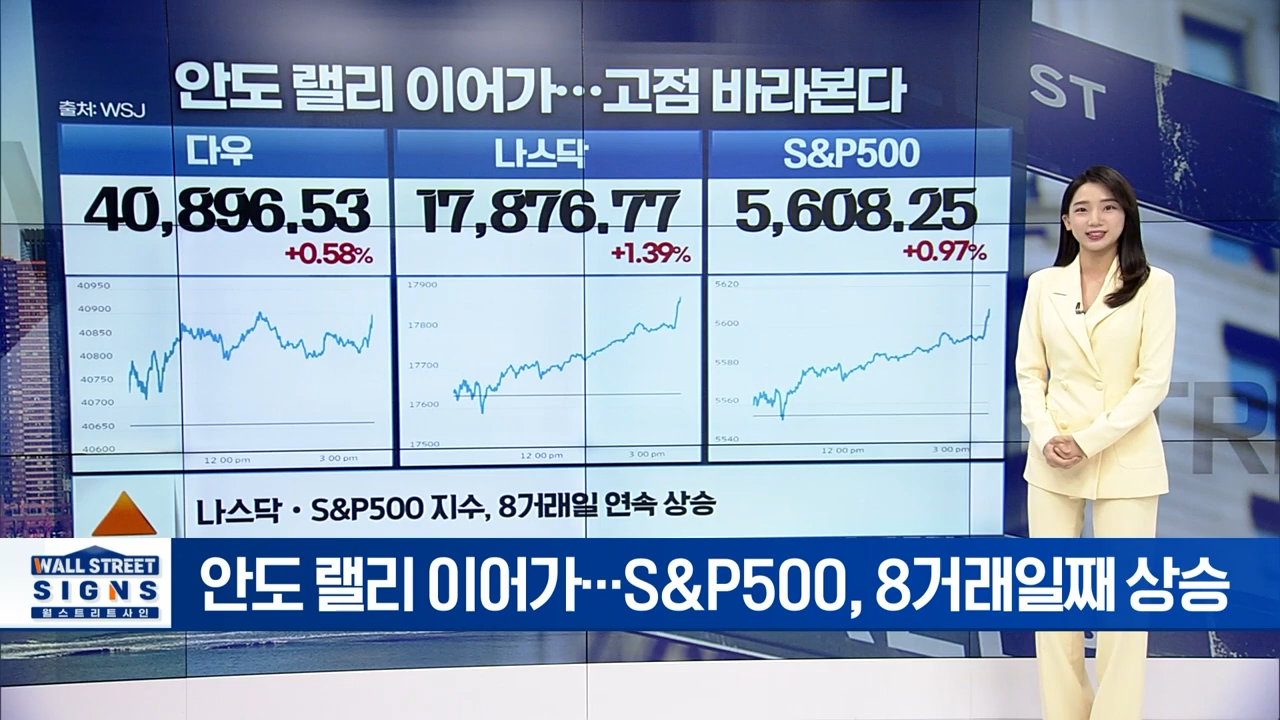 안도 랠리 이어가…고점 바라본다
출처: WSJ
다우
나스닥
S&P500
40,896.53
17,876.77
5,608.25
+0.58%
+1.39%
+0.97%
40950
40900
40850
40800
40750
40700
40650
40600
12:00 pm
3:00 pm
17900
17800
17700
17600
17500
12:00 pm
3:00 pm
5620
5600
5580
5560
5540
12:00 pm
3:00 pm
나스닥・S&P500 지수, 8거래일 연속 상승
WALL STREET
SIGNS
월스트리트사인
안도 랠리 이어가…S&P500, 8거래일째 상승
ST
TR